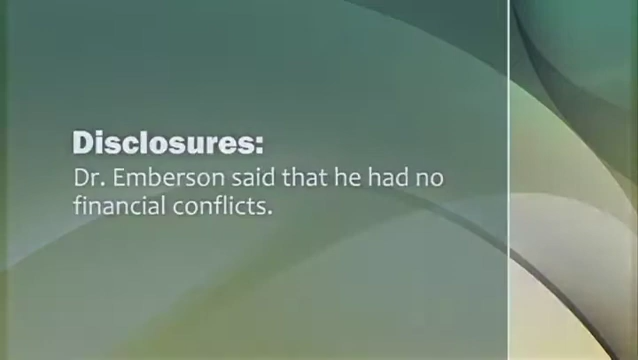 Disclosures:
Dr. Emberson said that he had no
financial conflicts.